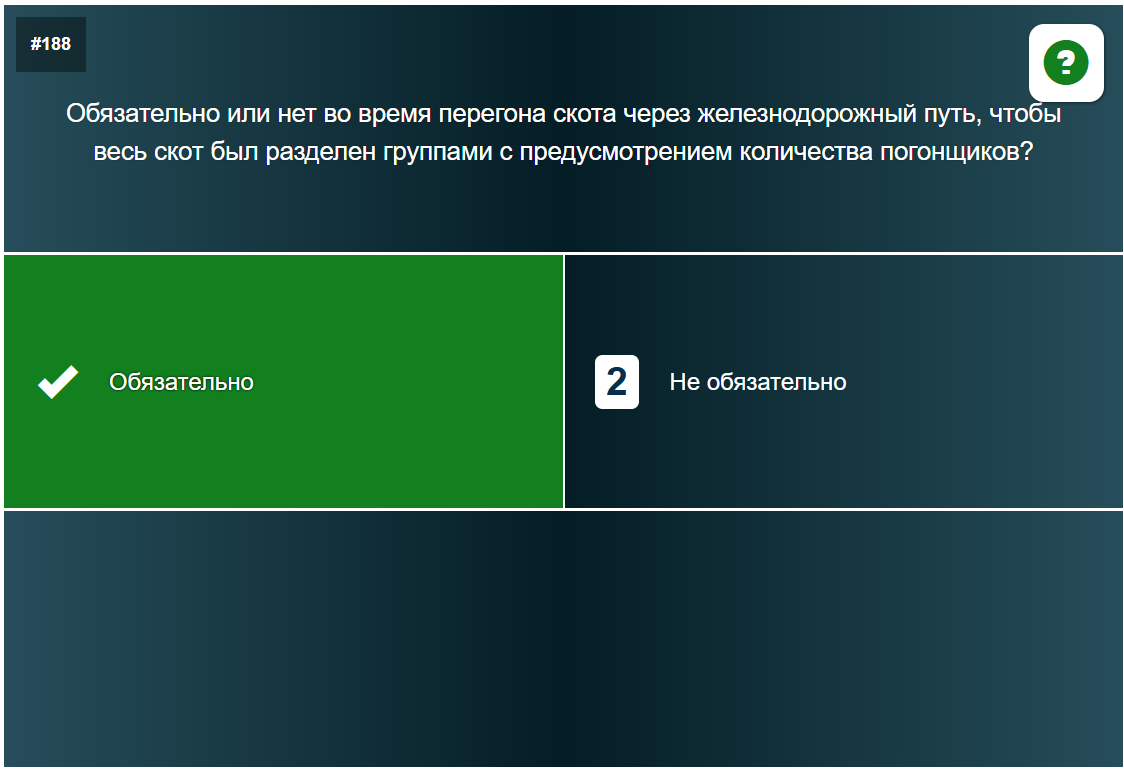 #188
?
Обязательно или нет во время перегона скота через железнодорожный путь, чтобы
весь скот был разделен группами с предусмотрением количества погонщиков?
Обязательно
2 Не обязательно